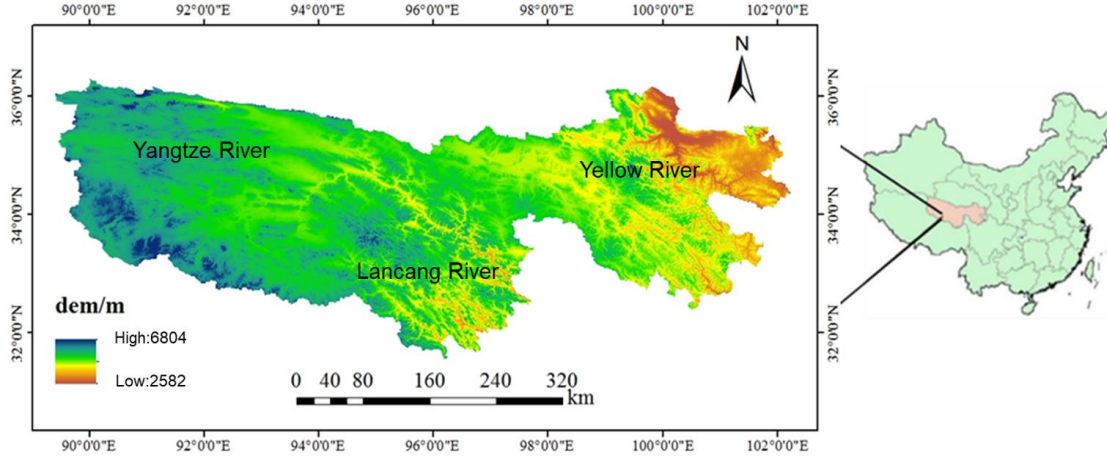 90°0'0"E 92°0'0"E 94°0'0"E 96°0'0"E 98°0'0"E 100°0'0"E 102°0'0"E
N
36°0'0"N 36°0'0"N
Yangtze River
Yellow River
34°0'0"N 34°0'0"N
Lancang River
dem/m
High:6804
32°0'0"N 32°0'0"N
Low:2582
0 40 80 160 240 320
km
90°0'0"E 92°0'0"E 94°0'0"E 96°0'0"E 98°0'0"E 100°0'0"E 102°0'0"E